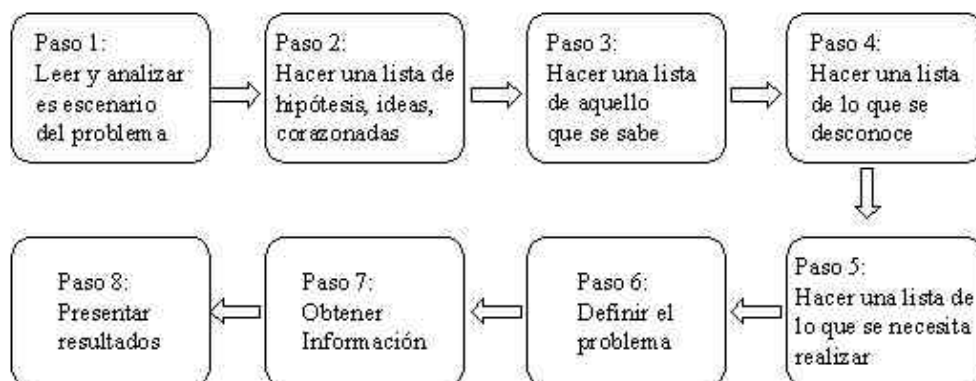 Paso 1:
Leer y analizar
es escenario
del problema
Paso 2:
Hacer una lista de
hipótesis, ideas,
corazonadas
Paso 3:
Hacer una lista
de aquello
que se sabe
Paso 4:
Hacer una lista
de lo que se
desconoce
Paso 5:
Hacer una lista de
lo que se necesita
realizar
Paso 6:
Definir el
problema
Paso 7:
Obtener
Información
Paso 8:
Presentar
resultados